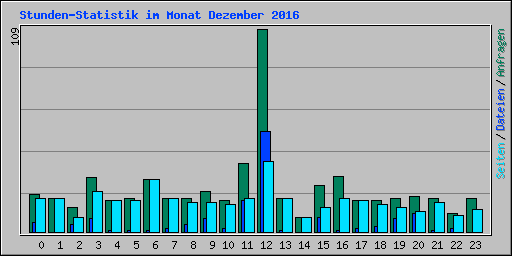 Stunden-Statistik im Monat Dezember 2016
109
Seiten / Dateien / Anfragen
0 1 2 3 4 5 6 7 8 9 10 11 12 13 14 15 16 17 18 19 20 21 22 23